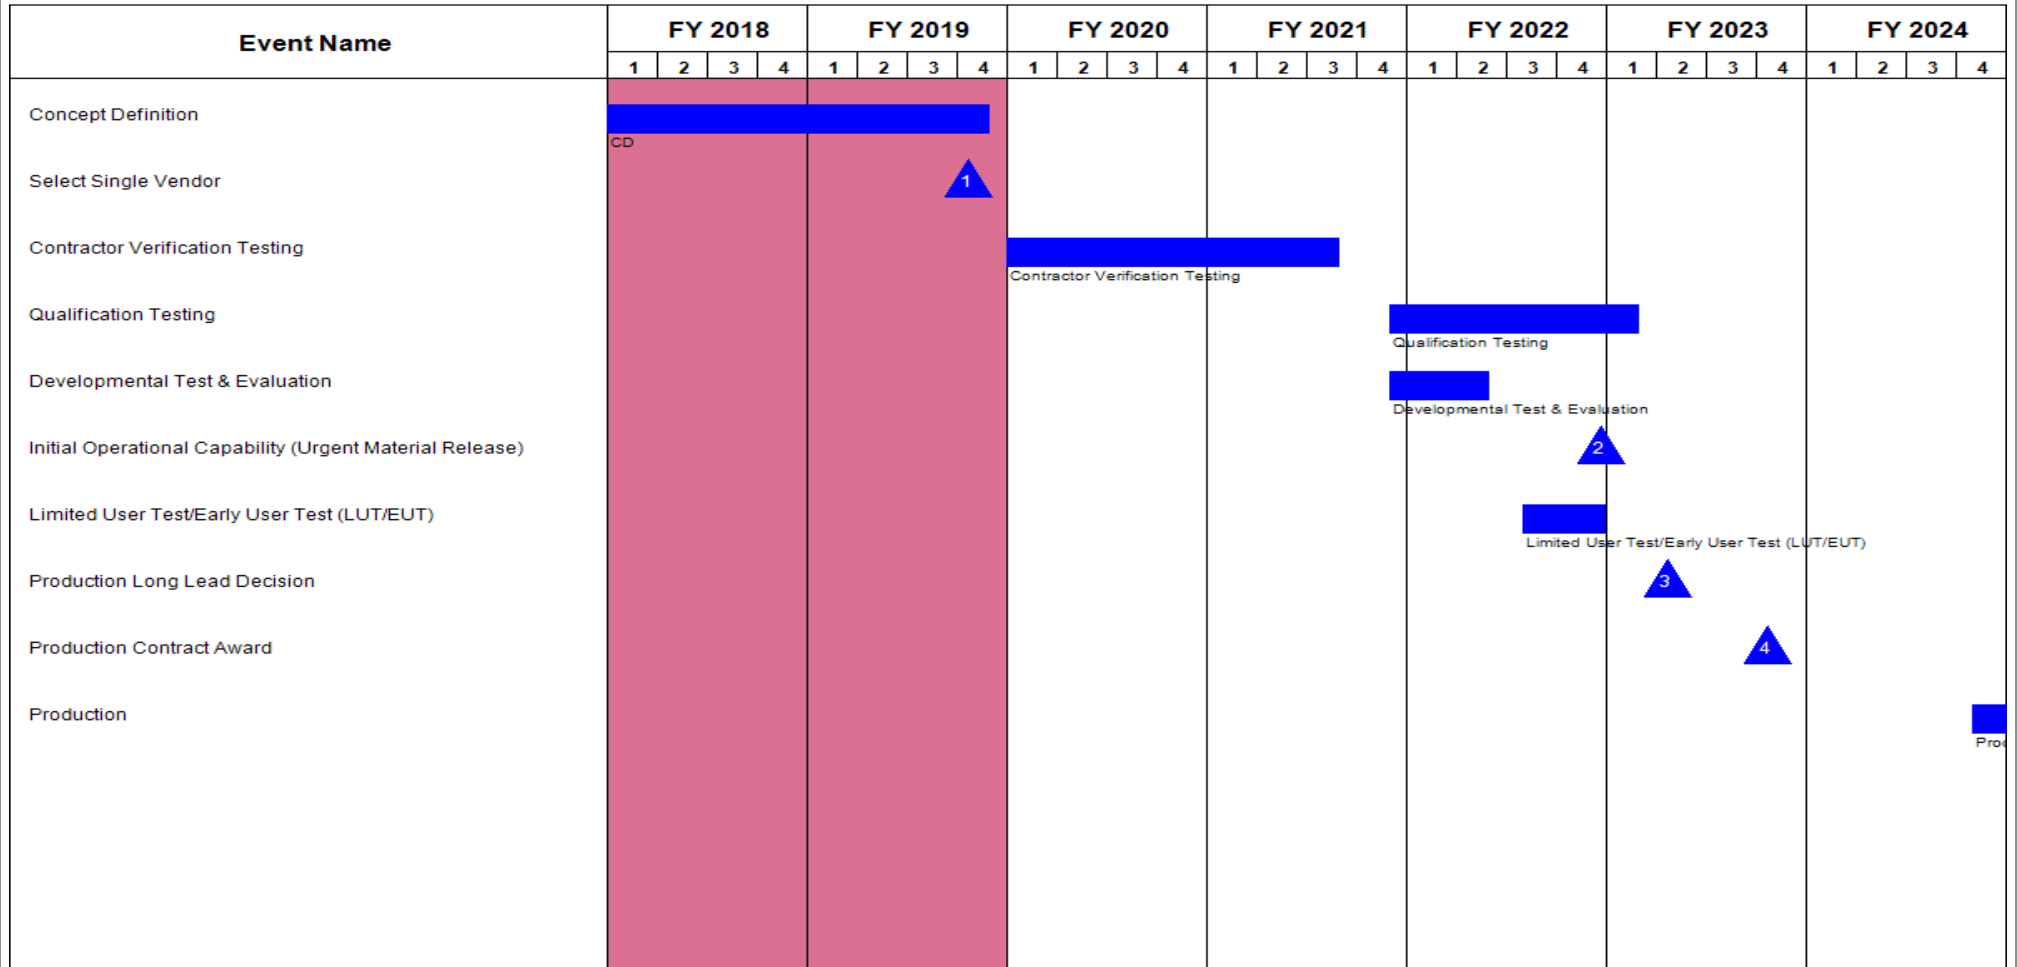 Event Name
FY 2018 FY 2019 FY 2020 FY 2021 FY 2022 FY 2023 FY 2024
1 2 3 4 1 2 3 4 1 2 3 4 1 2 3 4 1 2 3 4 1 2 3 4 1 2 3 4
Concept Definition
CD
Select Single Vendor
1
Contractor Verification Testing
Contractor Verification Testing
Qualification Testing
Qualification Testing
Developmental Test & Evaluation
Developmental Test & Evaluation
Initial Operational Capability (Urgent Material Release)
2
Limited User Test/Early User Test (LUT/EUT)
Limited User Test/Early User Test (LUT/EUT)
Production Long Lead Decision
3
Production Contract Award
4
Production